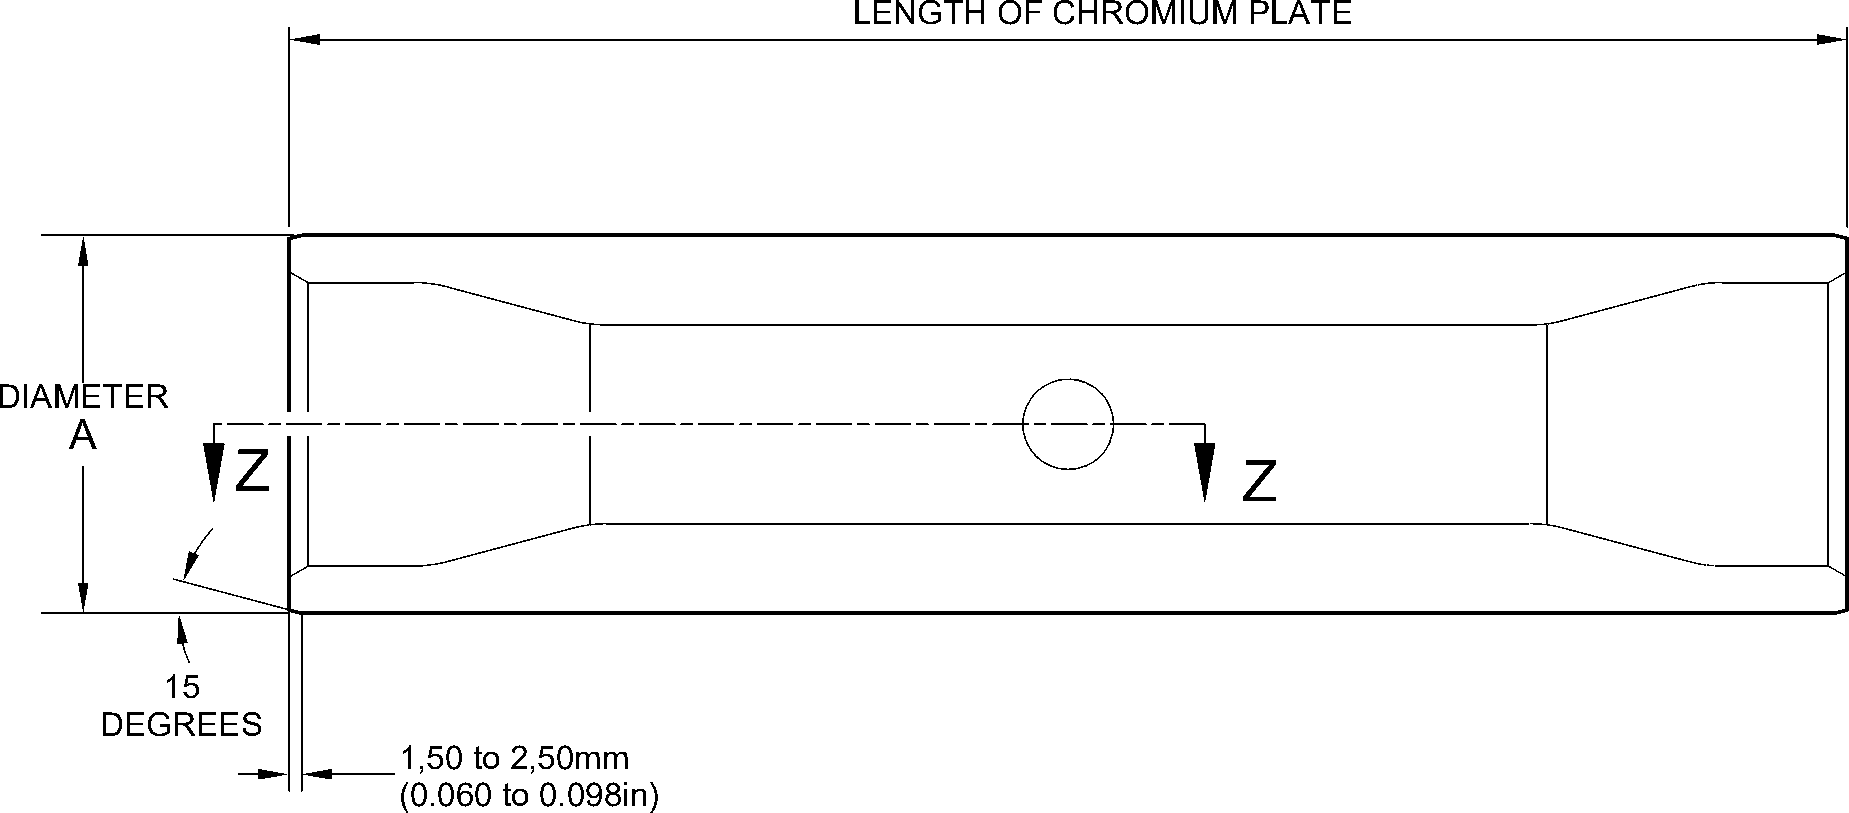 LENGTH OF CHROMIUM PLATE
DIAMETER
A
Z
Z
15
DEGREES
1,50 to 2,50mm
(0.060 to 0.098in)